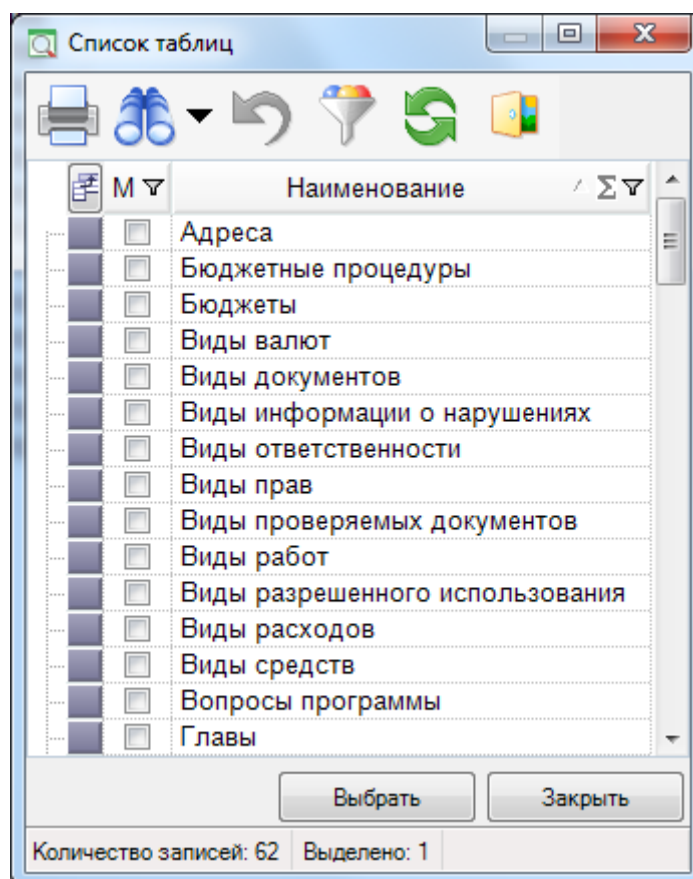 Список таблиц
М Наименование Σ
Адреса
Бюджетные процедуры
Бюджеты
Виды валют
Виды документов
Виды информации о нарушениях
Виды ответственности
Виды прав
Виды проверяемых документов
Виды работ
Виды разрешенного использования
Виды расходов
Виды средств
Вопросы программы
Главы
Выбрать Закрыть
Количество записей: 62 Выделено: 1